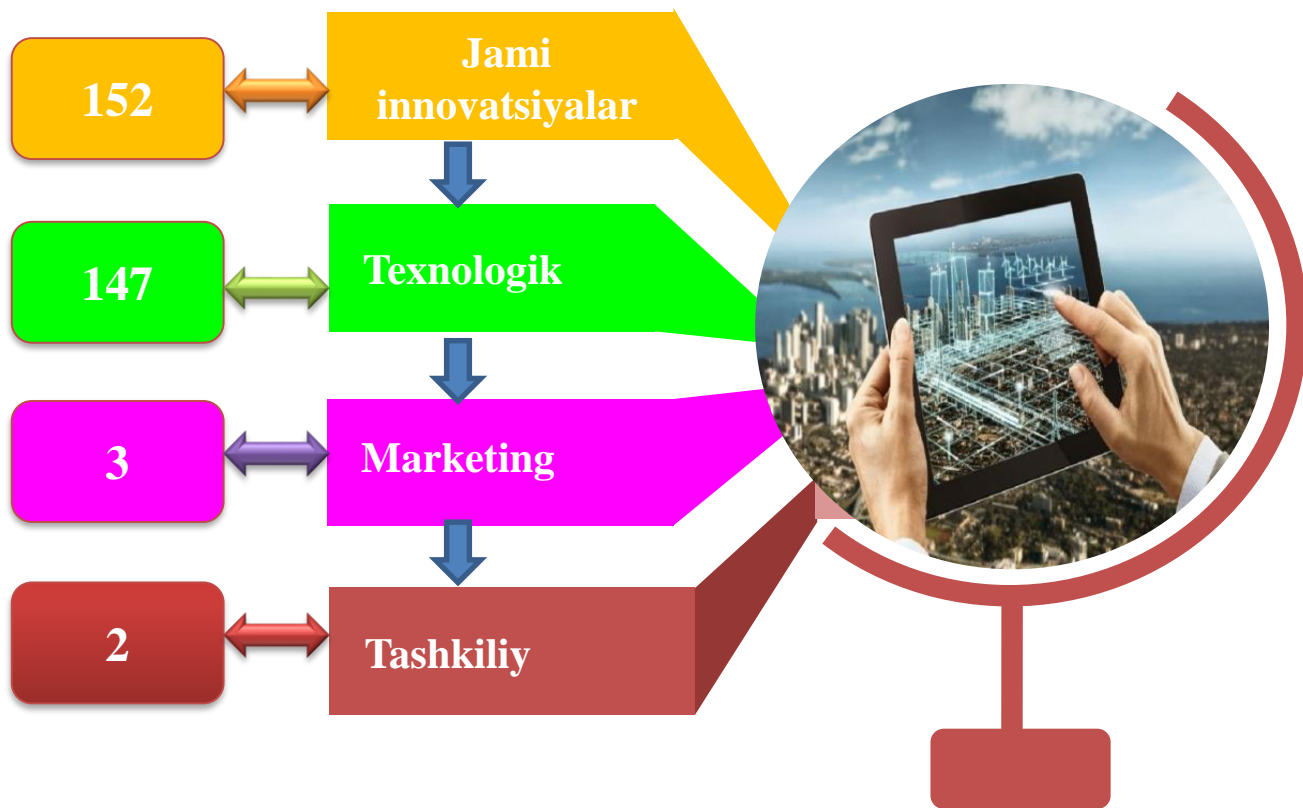 152
Jami
innovatsiyalar
147
Texnologik
3
Marketing
2
Tashkiliy